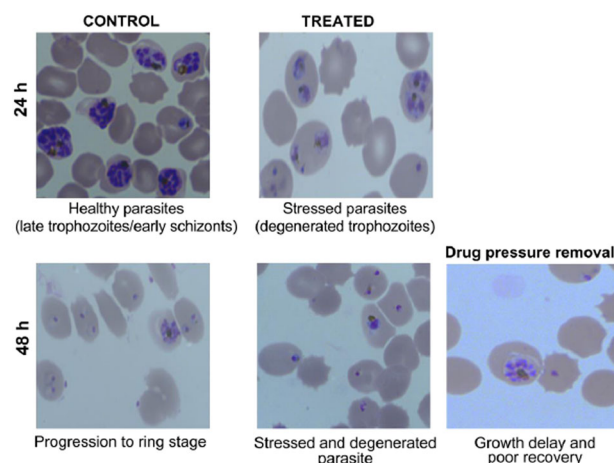 CONTROL
TREATED
24 h
Healthy parasites
(late trophozoites/early schizonts)
Stressed parasites
(degenerated trophozoites)
Drug pressure removal
48 h
Progression to ring stage
Stressed and degenerated
parasite
Growth delay and
poor recovery